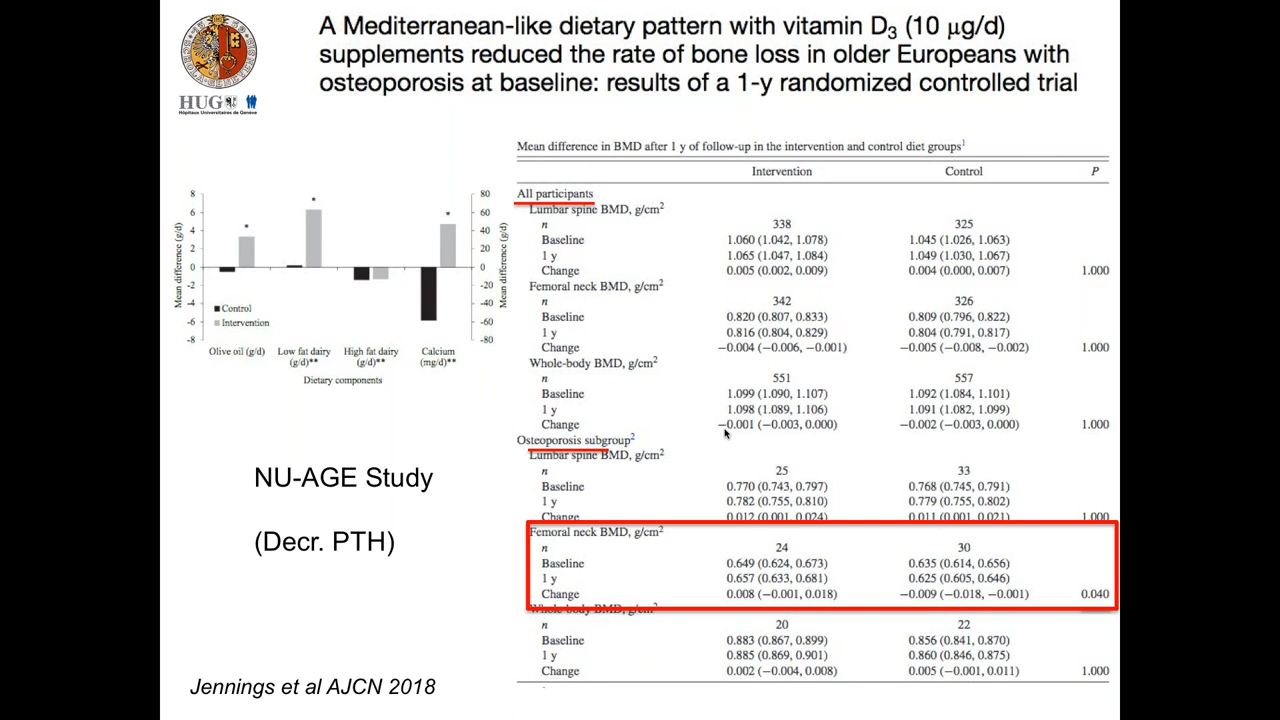 A Mediterranean-like dietary pattern with vitamin D3 (10 μg/d)
supplements reduced the rate of bone loss in older Europeans with
osteoporosis at baseline: results of a 1-y randomized controlled trial
HUG
Hôpitaux Universitaires de Genève
Mean difference in BMD after 1 y of follow-up in the intervention and control diet groups1
Intervention Control P
All participants
Lumbar spine BMD, g/cm2
n 338 325
Baseline 1.060 (1.042, 1.078) 1.045 (1.026, 1.063)
1 y 1.065 (1.047, 1.084) 1.049 (1.030, 1.067)
Change 0.005 (0.002, 0.009) 0.004 (0.000, 0.007) 1.000
Femoral neck BMD, g/cm2
n 342 326
Baseline 0.820 (0.807, 0.833) 0.809 (0.796, 0.822)
1 y 0.816 (0.804, 0.829) 0.804 (0.791, 0.817)
Change −0.004 (−0.006, −0.001) −0.005 (−0.008, −0.002) 1.000
Whole-body BMD, g/cm2
n 551 557
Baseline 1.099 (1.090, 1.107) 1.092 (1.084, 1.101)
1 y 1.098 (1.089, 1.106) 1.091 (1.082, 1.099)
Change −0.001 (−0.003, 0.000) −0.002 (−0.003, 0.000) 1.000
Osteoporosis subgroup2
Lumbar spine BMD, g/cm2
n 25 33
Baseline 0.770 (0.743, 0.797) 0.768 (0.745, 0.791)
1 y 0.782 (0.755, 0.810) 0.779 (0.755, 0.802)
Change 0.012 (0.001, 0.024) 0.011 (0.001, 0.021) 1.000
Femoral neck BMD, g/cm2
n 24 30
Baseline 0.649 (0.624, 0.673) 0.635 (0.614, 0.656)
1 y 0.657 (0.633, 0.681) 0.625 (0.605, 0.646)
Change 0.008 (−0.001, 0.018) −0.009 (−0.018, −0.001) 0.040
Whole-body BMD, g/cm2
n 20 22
Baseline 0.883 (0.867, 0.899) 0.856 (0.841, 0.870)
1 y 0.885 (0.869, 0.901) 0.860 (0.846, 0.875)
Change 0.002 (−0.004, 0.008) 0.005 (−0.001, 0.011) 1.000
Mean difference (g/d)
8
6
4
2
0
-2
-4
-6
-8
* * *
80
60
40
20
0
-20
-40
-60
-80
Mean difference (g/d)
Control
Intervention
Olive oil (g/d) Low fat dairy High fat dairy Calcium
(g/d)** (g/d)** (mg/d)**
Dietary components
NU-AGE Study
(Decr. PTH)
Jennings et al AJCN 2018